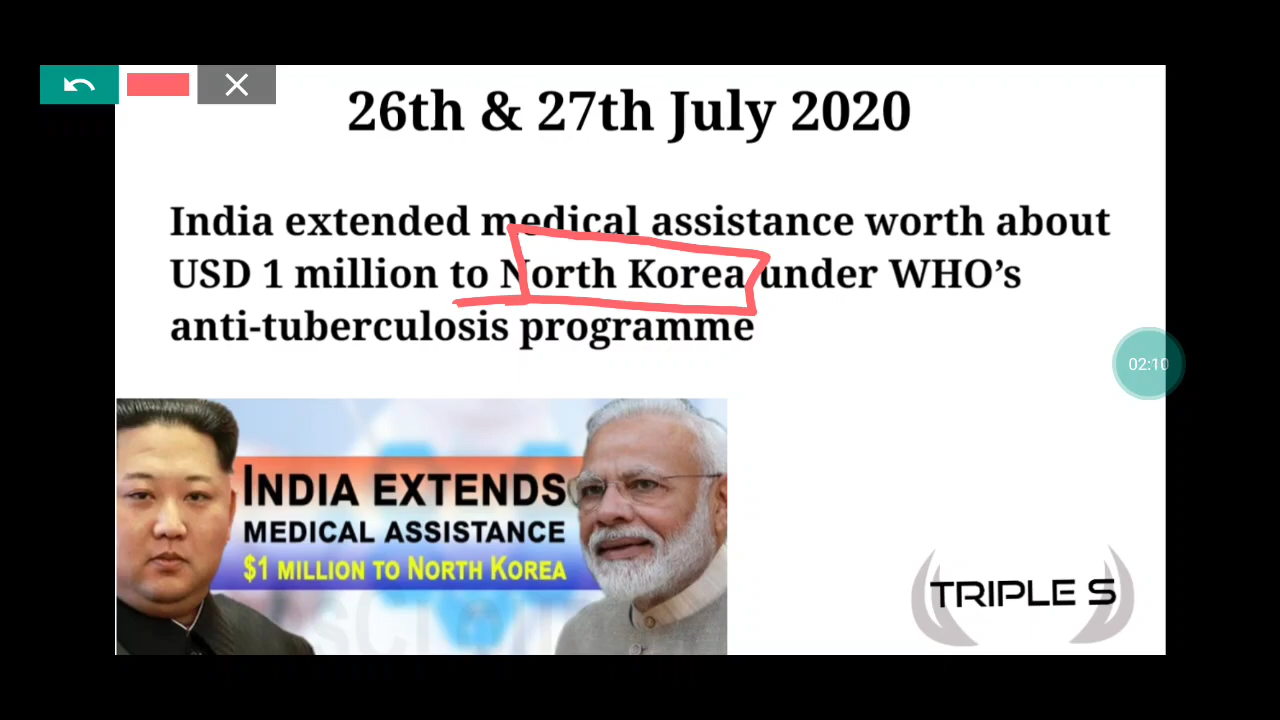 26th & 27th July 2020
India extended medical assistance worth about
USD 1 million to North Korea under WHO's
anti-tuberculosis programme
02:10
INDIA EXTENDS
MEDICAL ASSISTANCE
$1 MILLION TO NORTH KOREA
TRIPLE S